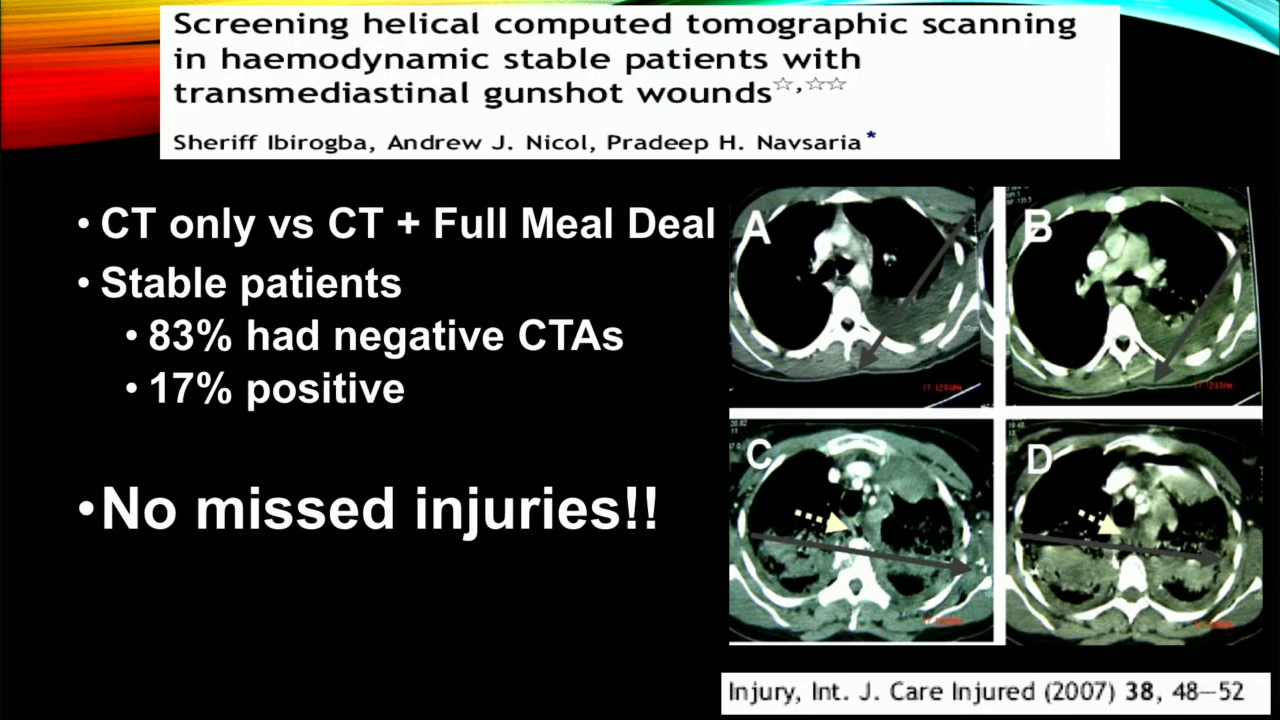 Screening helical computed tomographic scanning
in haemodynamic stable patients with
transmediastinal gunshot wounds☆,☆☆
Sheriff Ibirogba, Andrew J. Nicol, Pradeep H. Navsaria*
• CT only vs CT + Full Meal Deal
• Stable patients
• 83% had negative CTAs
• 17% positive
• No missed injuries!!
A
B
C
D
Injury, Int. J. Care Injured (2007) 38, 48–52